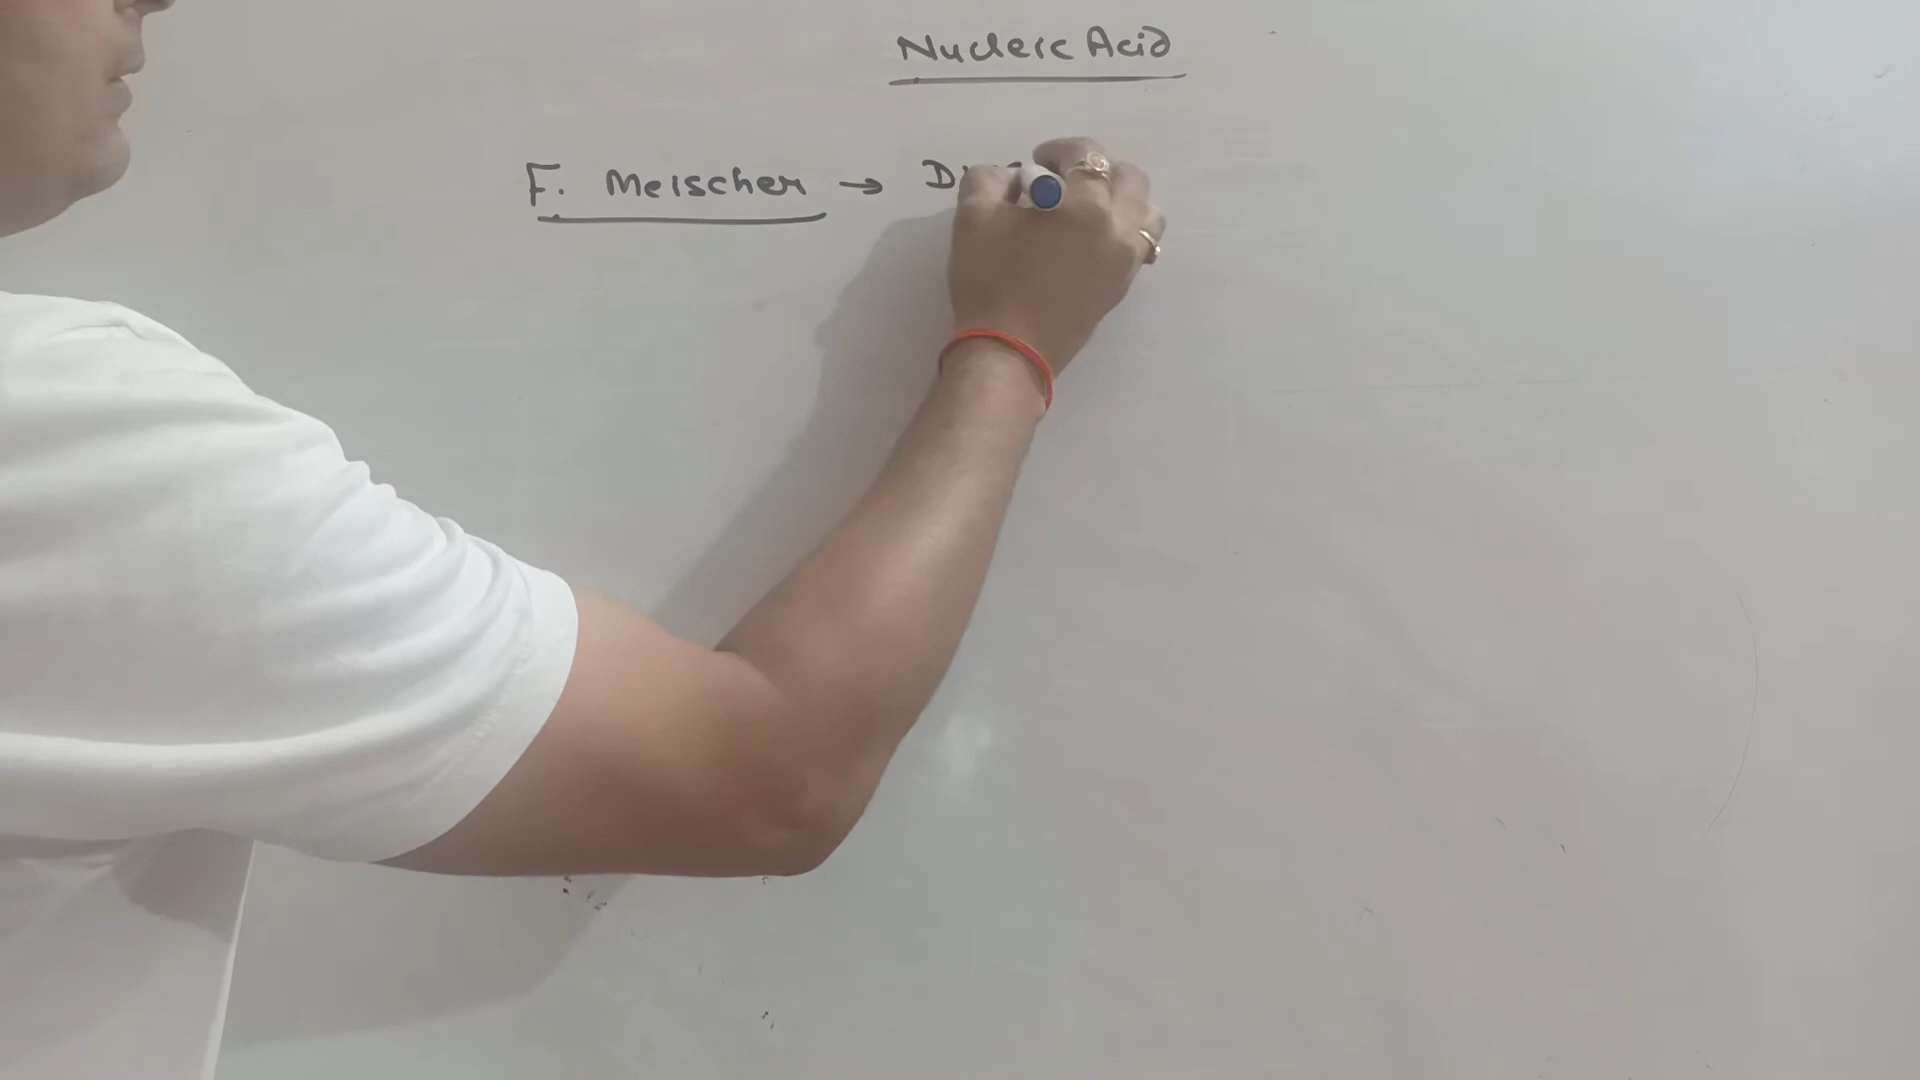 Nucleic Acid
F. Meischer →